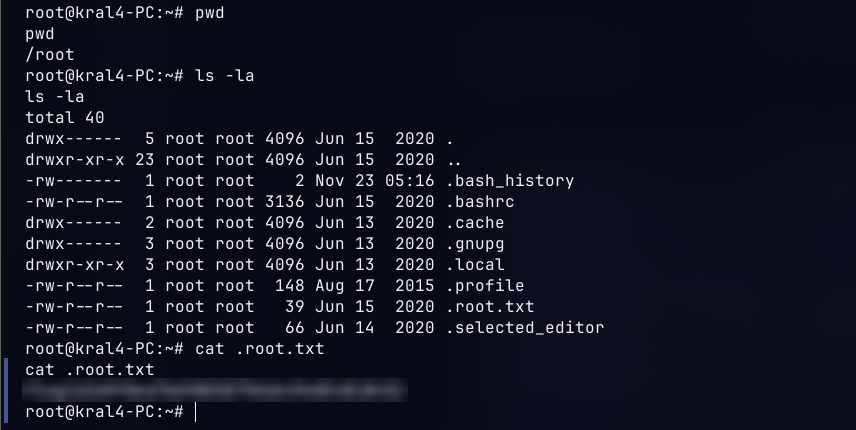 root@kral4-PC:~# pwd
pwd
/root
root@kral4-PC:~# ls -la
ls -la
total 40
drwx------  5 root root 4096 Jun 15  2020 .
drwxr-xr-x 23 root root 4096 Jun 15  2020 ..
-rw-------  1 root root    2 Nov 23 05:16 .bash_history
-rw-r--r--  1 root root 3136 Jun 15  2020 .bashrc
drwx------  2 root root 4096 Jun 13  2020 .cache
drwx------  3 root root 4096 Jun 13  2020 .gnupg
drwxr-xr-x  3 root root 4096 Jun 13  2020 .local
-rw-r--r--  1 root root  148 Aug 17  2015 .profile
-rw-r--r--  1 root root   39 Jun 15  2020 .root.txt
-rw-r--r--  1 root root   66 Jun 14  2020 .selected_editor
root@kral4-PC:~# cat .root.txt
cat .root.txt
root@kral4-PC:~#